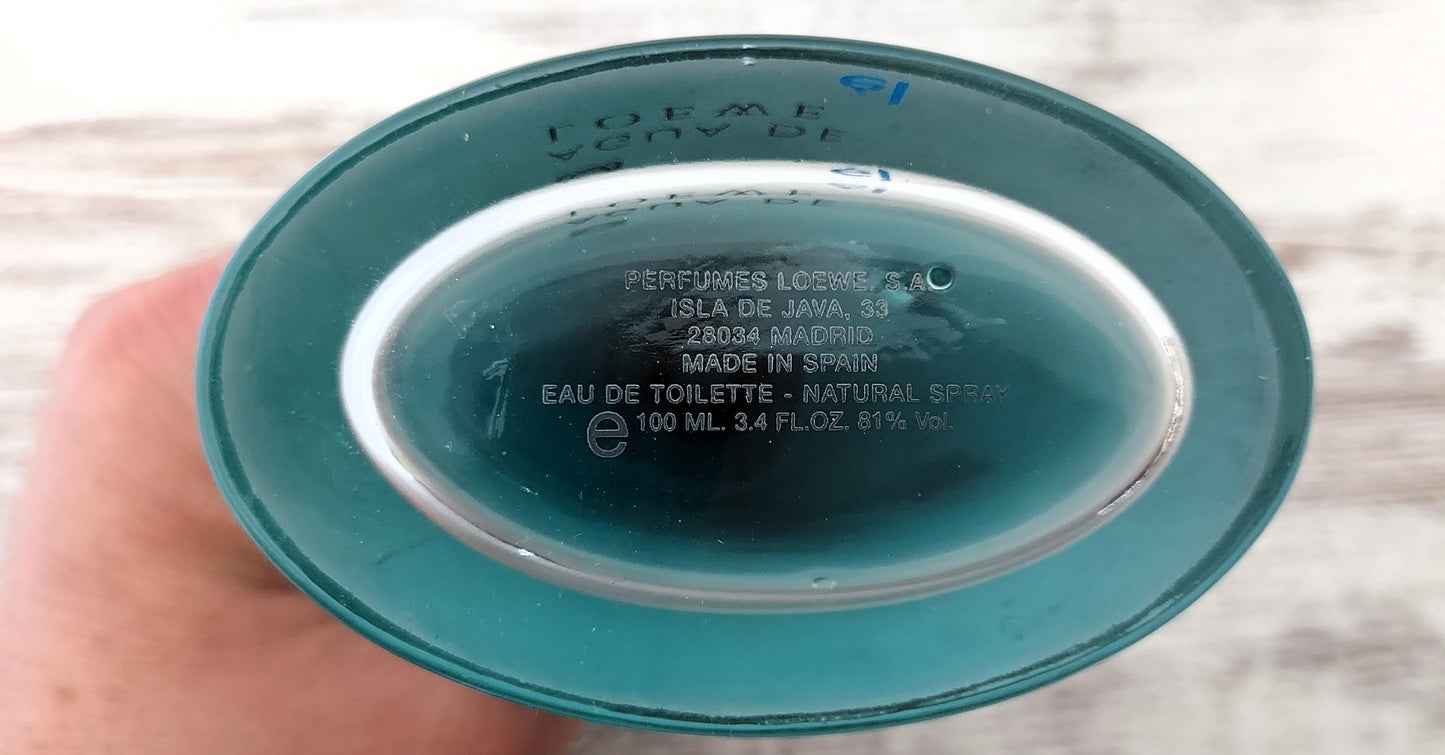 él
AGUA DE
LOEWE
PERFUMES LOEWE, S.A.
ISLA DE JAVA, 33
28034 MADRID
MADE IN SPAIN
EAU DE TOILETTE - NATURAL SPRAY
e 100 ML. 3.4 FL.OZ. 81% Vol.